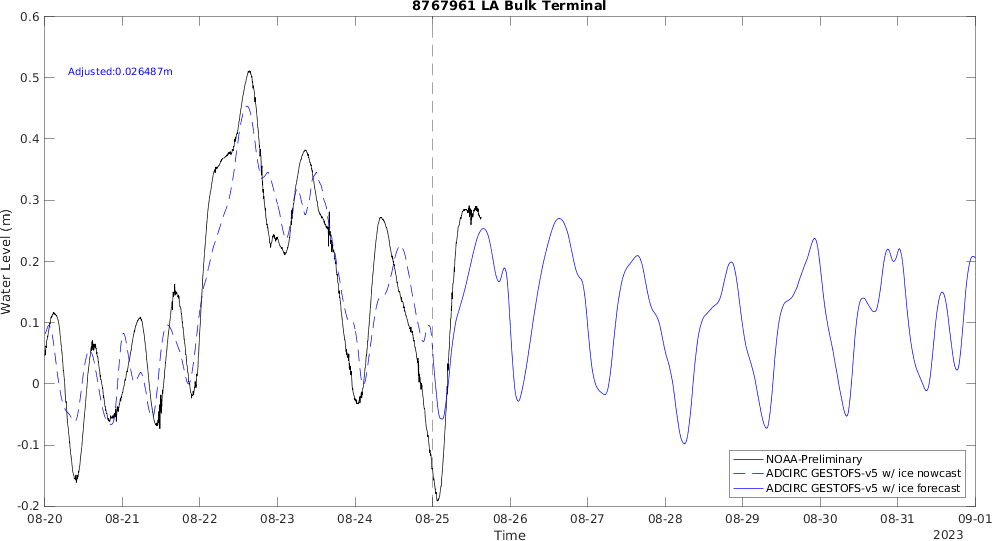 8767961 LA Bulk Terminal
0.6
0.5
0.4
0.3
0.2
0.1
0
-0.1
-0.2
Water Level (m)
Adjusted:0.026487m
NOAA-Preliminary
ADCIRC GESTOFS-v5 w/ ice nowcast
ADCIRC GESTOFS-v5 w/ ice forecast
08-20 08-21 08-22 08-23 08-24 08-25 08-26 08-27 08-28 08-29 08-30 08-31 09-01
Time
2023